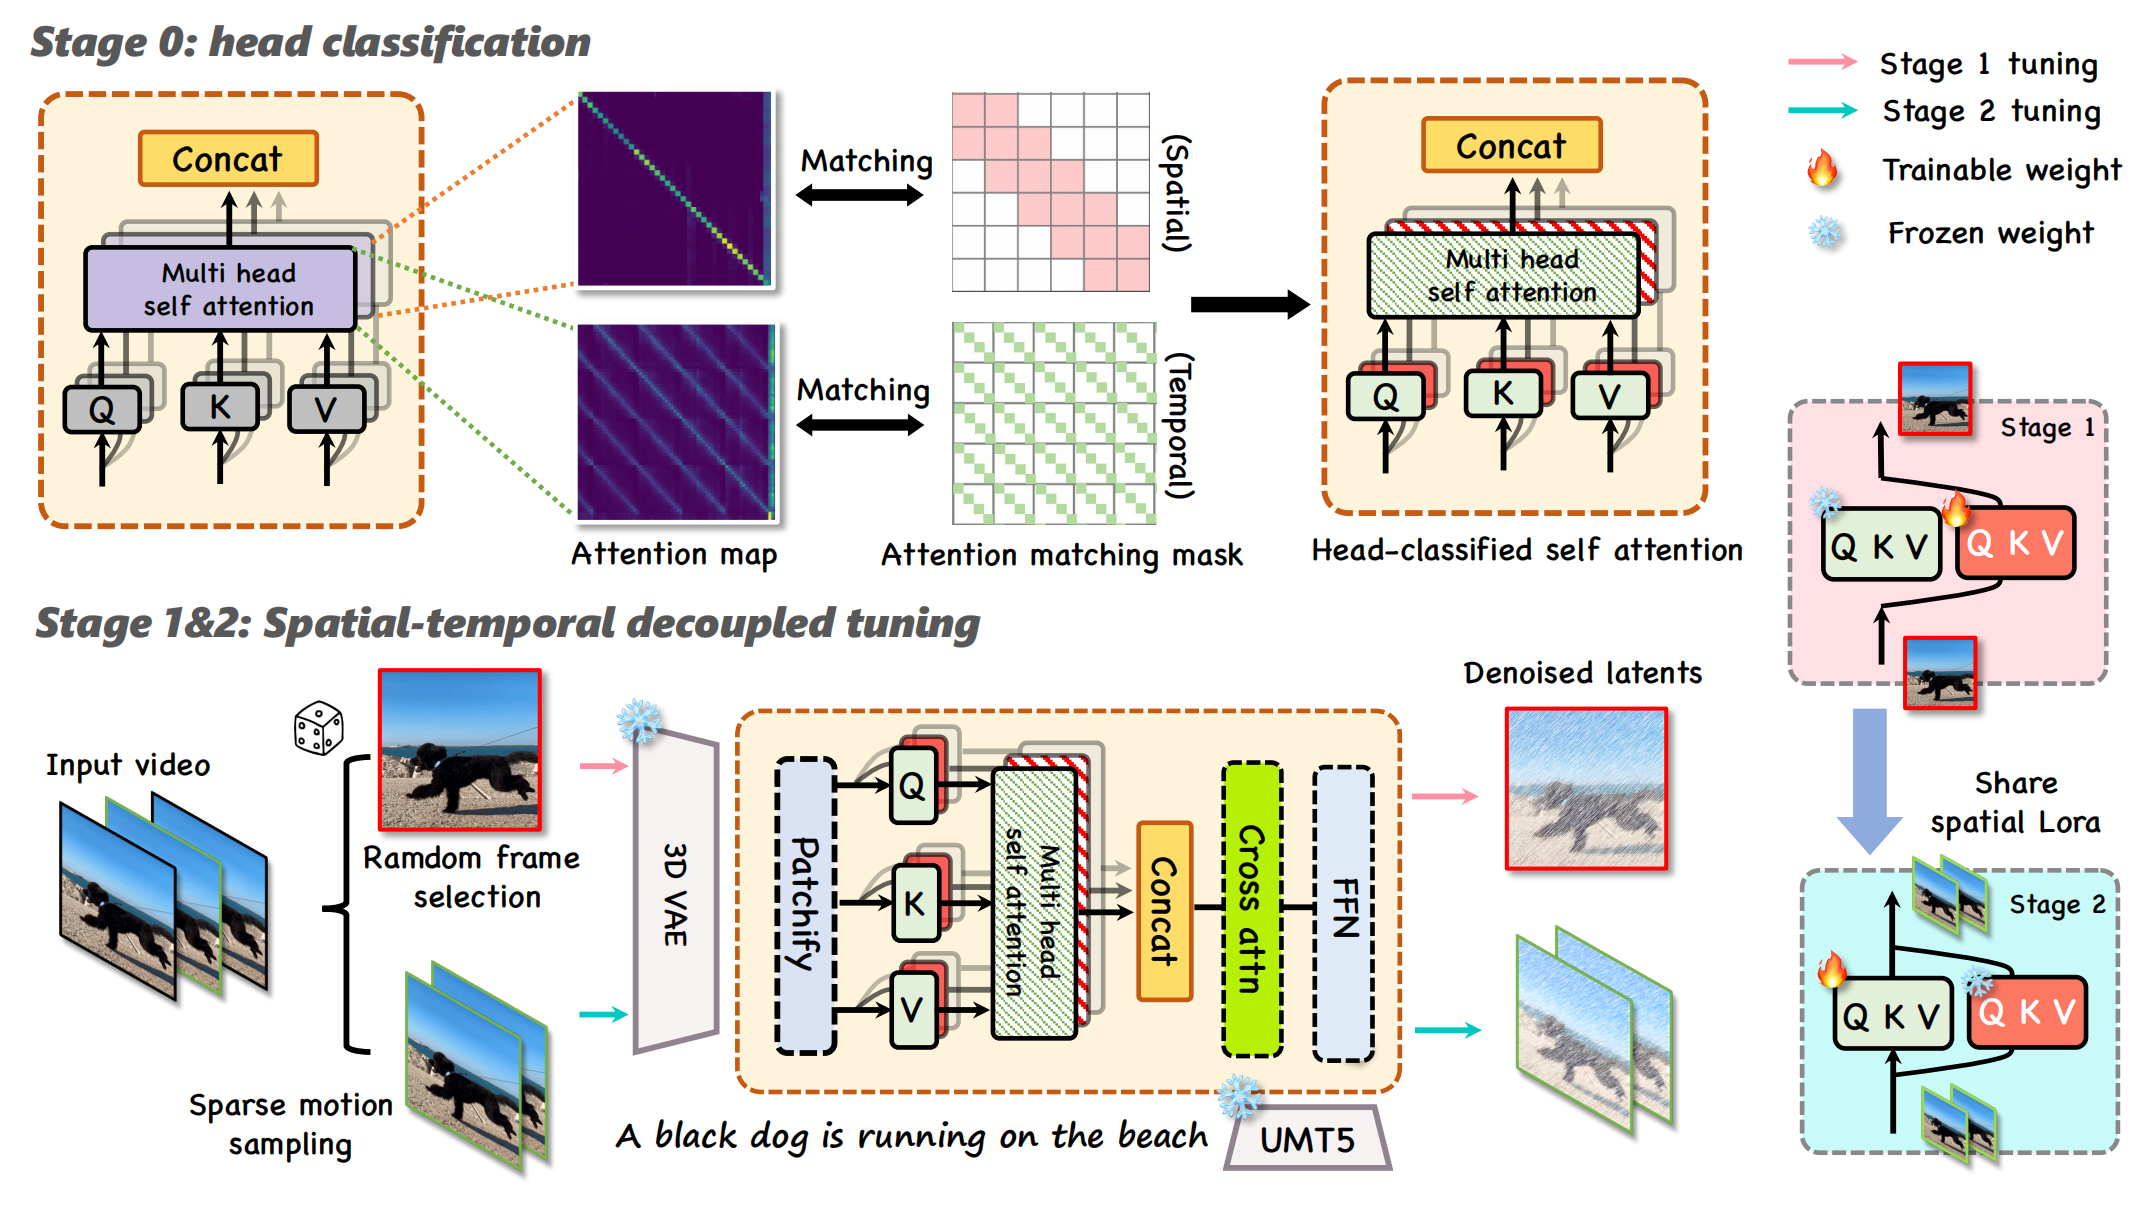 Stage 0: head classification
Concat
Multi head
self attention
Q
K
V
Matching
(Spatial)
Matching
(Temporal)
Attention map
Attention matching mask
Concat
Multi head
self attention
Q
K
V
Head-classified self attention
Stage 1 tuning
Stage 2 tuning
Trainable weight
Frozen weight
Stage 1
Q K V
Q K V
Share
spatial Lora
Stage 2
Q K V
Q K V
Stage 1&2: Spatial-temporal decoupled tuning
Input video
Ramdom frame
selection
Sparse motion
sampling
3D VAE
Patchify
Q
K
V
Multi head
self attention
Concat
Cross attn
FFN
Denoised latents
A black dog is running on the beach
UMT5